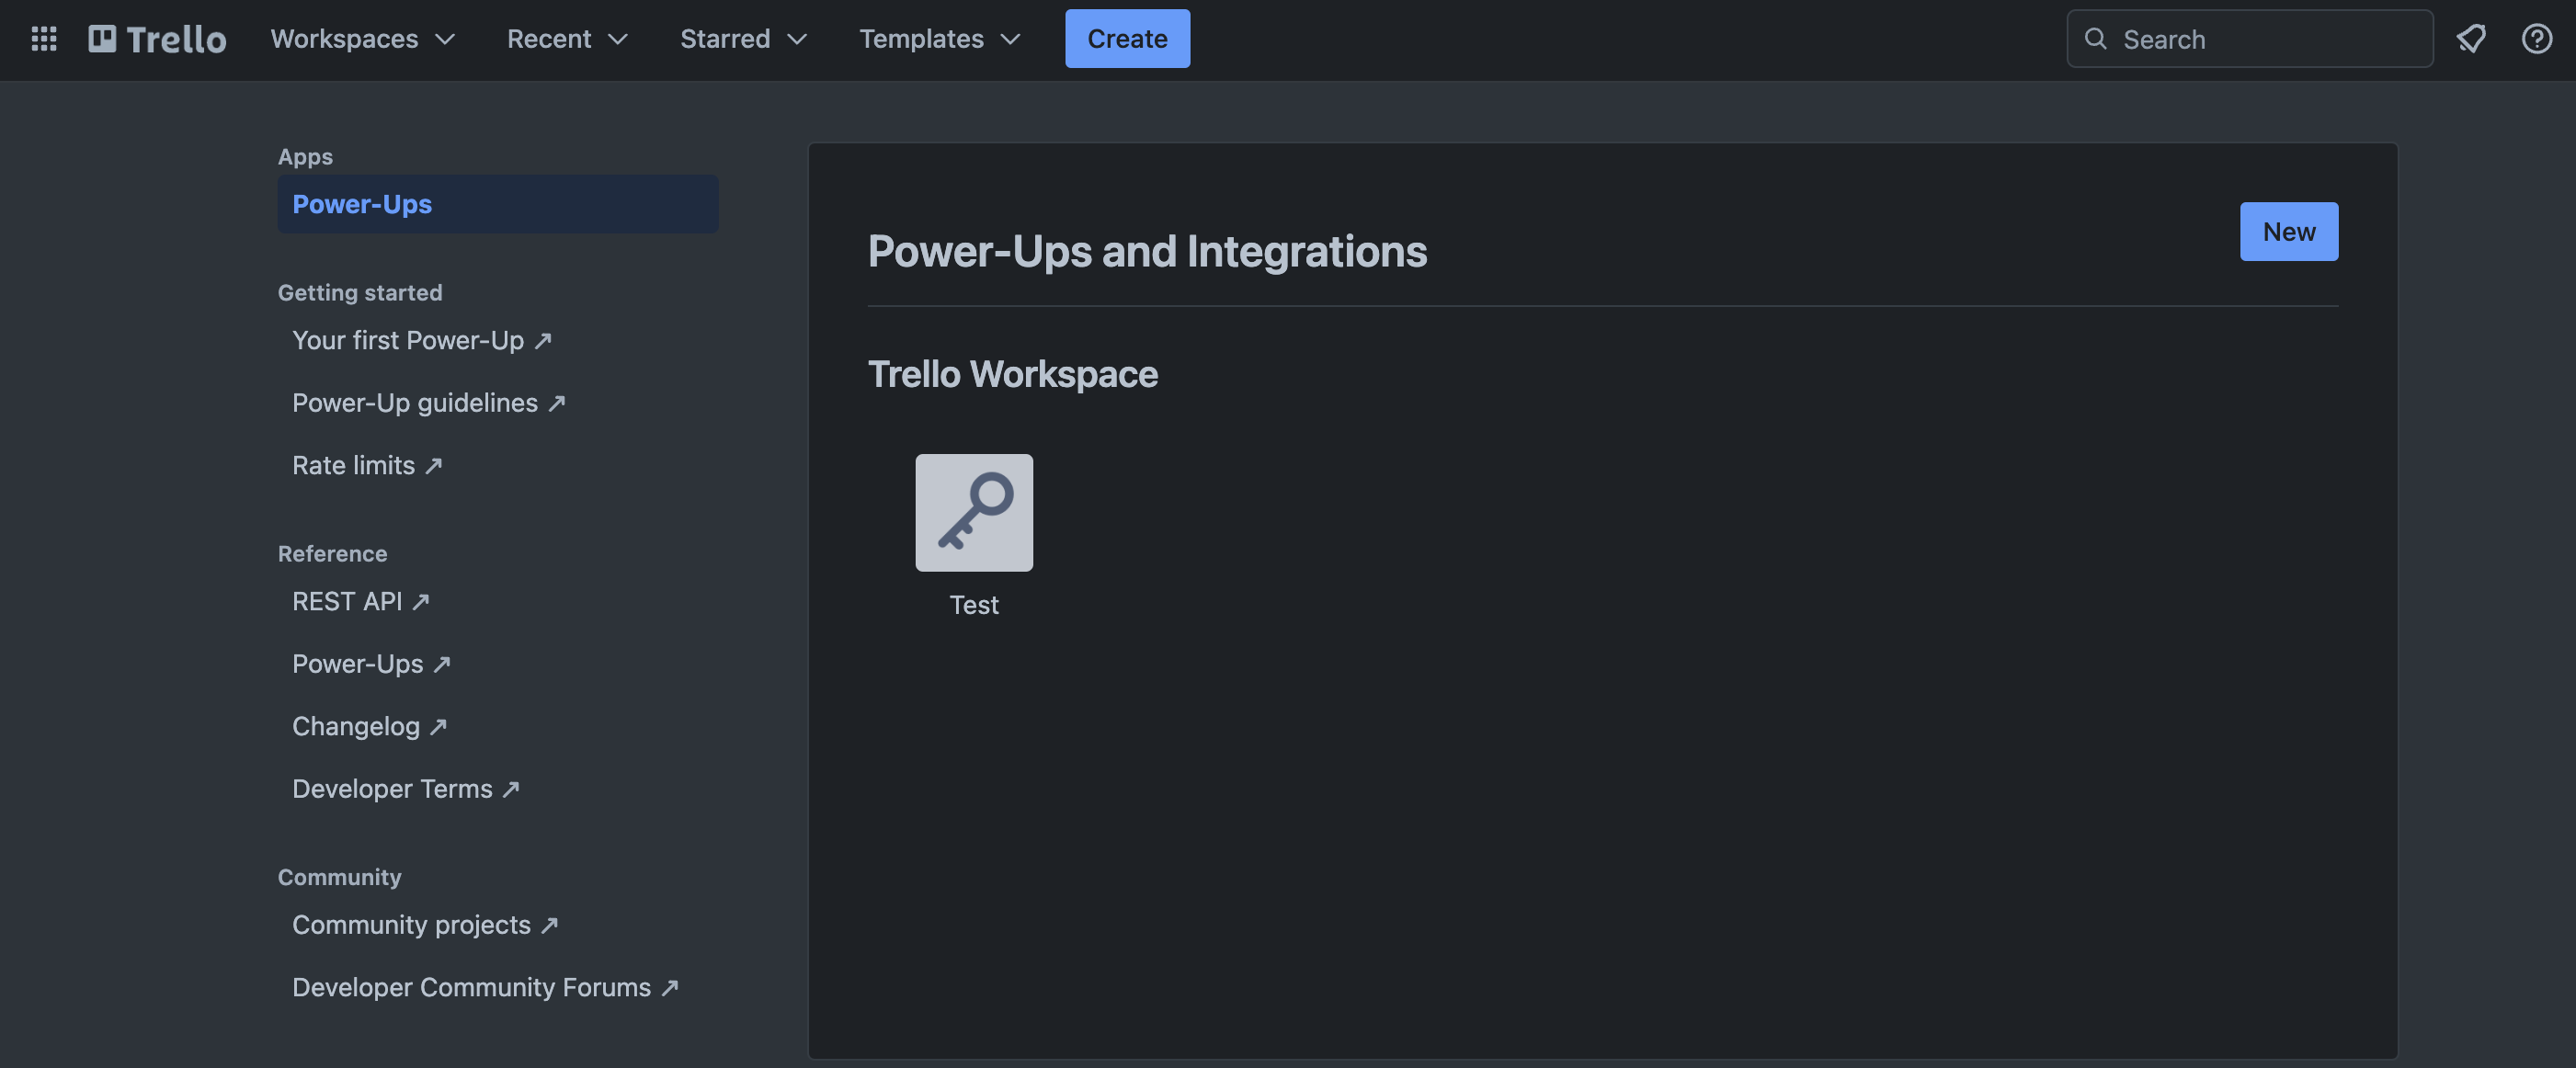 Trello Workspaces Recent Starred Templates Create Search
Apps
Power-Ups
Getting started
Your first Power-Up ↗
Power-Up guidelines ↗
Rate limits ↗
Reference
REST API ↗
Power-Ups ↗
Changelog ↗
Developer Terms ↗
Community
Community projects ↗
Developer Community Forums ↗
Power-Ups and Integrations
New
Trello Workspace
Test